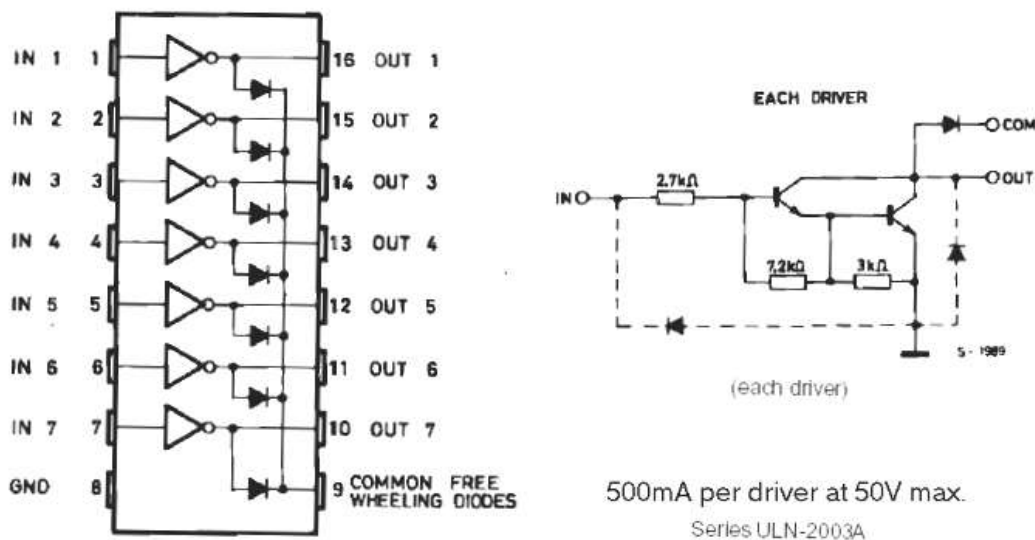 IN 1 1 16 OUT 1
IN 2 2 15 OUT 2
IN 3 3 14 OUT 3
IN 4 4 13 OUT 4
IN 5 5 12 OUT 5
IN 6 6 11 OUT 6
IN 7 7 10 OUT 7
GND 8 9 COMMON FREE
WHEELING DIODES
EACH DRIVER
COM
OUT
IN 2.7kΩ
7.2kΩ 3kΩ
S-1989
(each driver)
500mA per driver at 50V max.
Series ULN-2003A